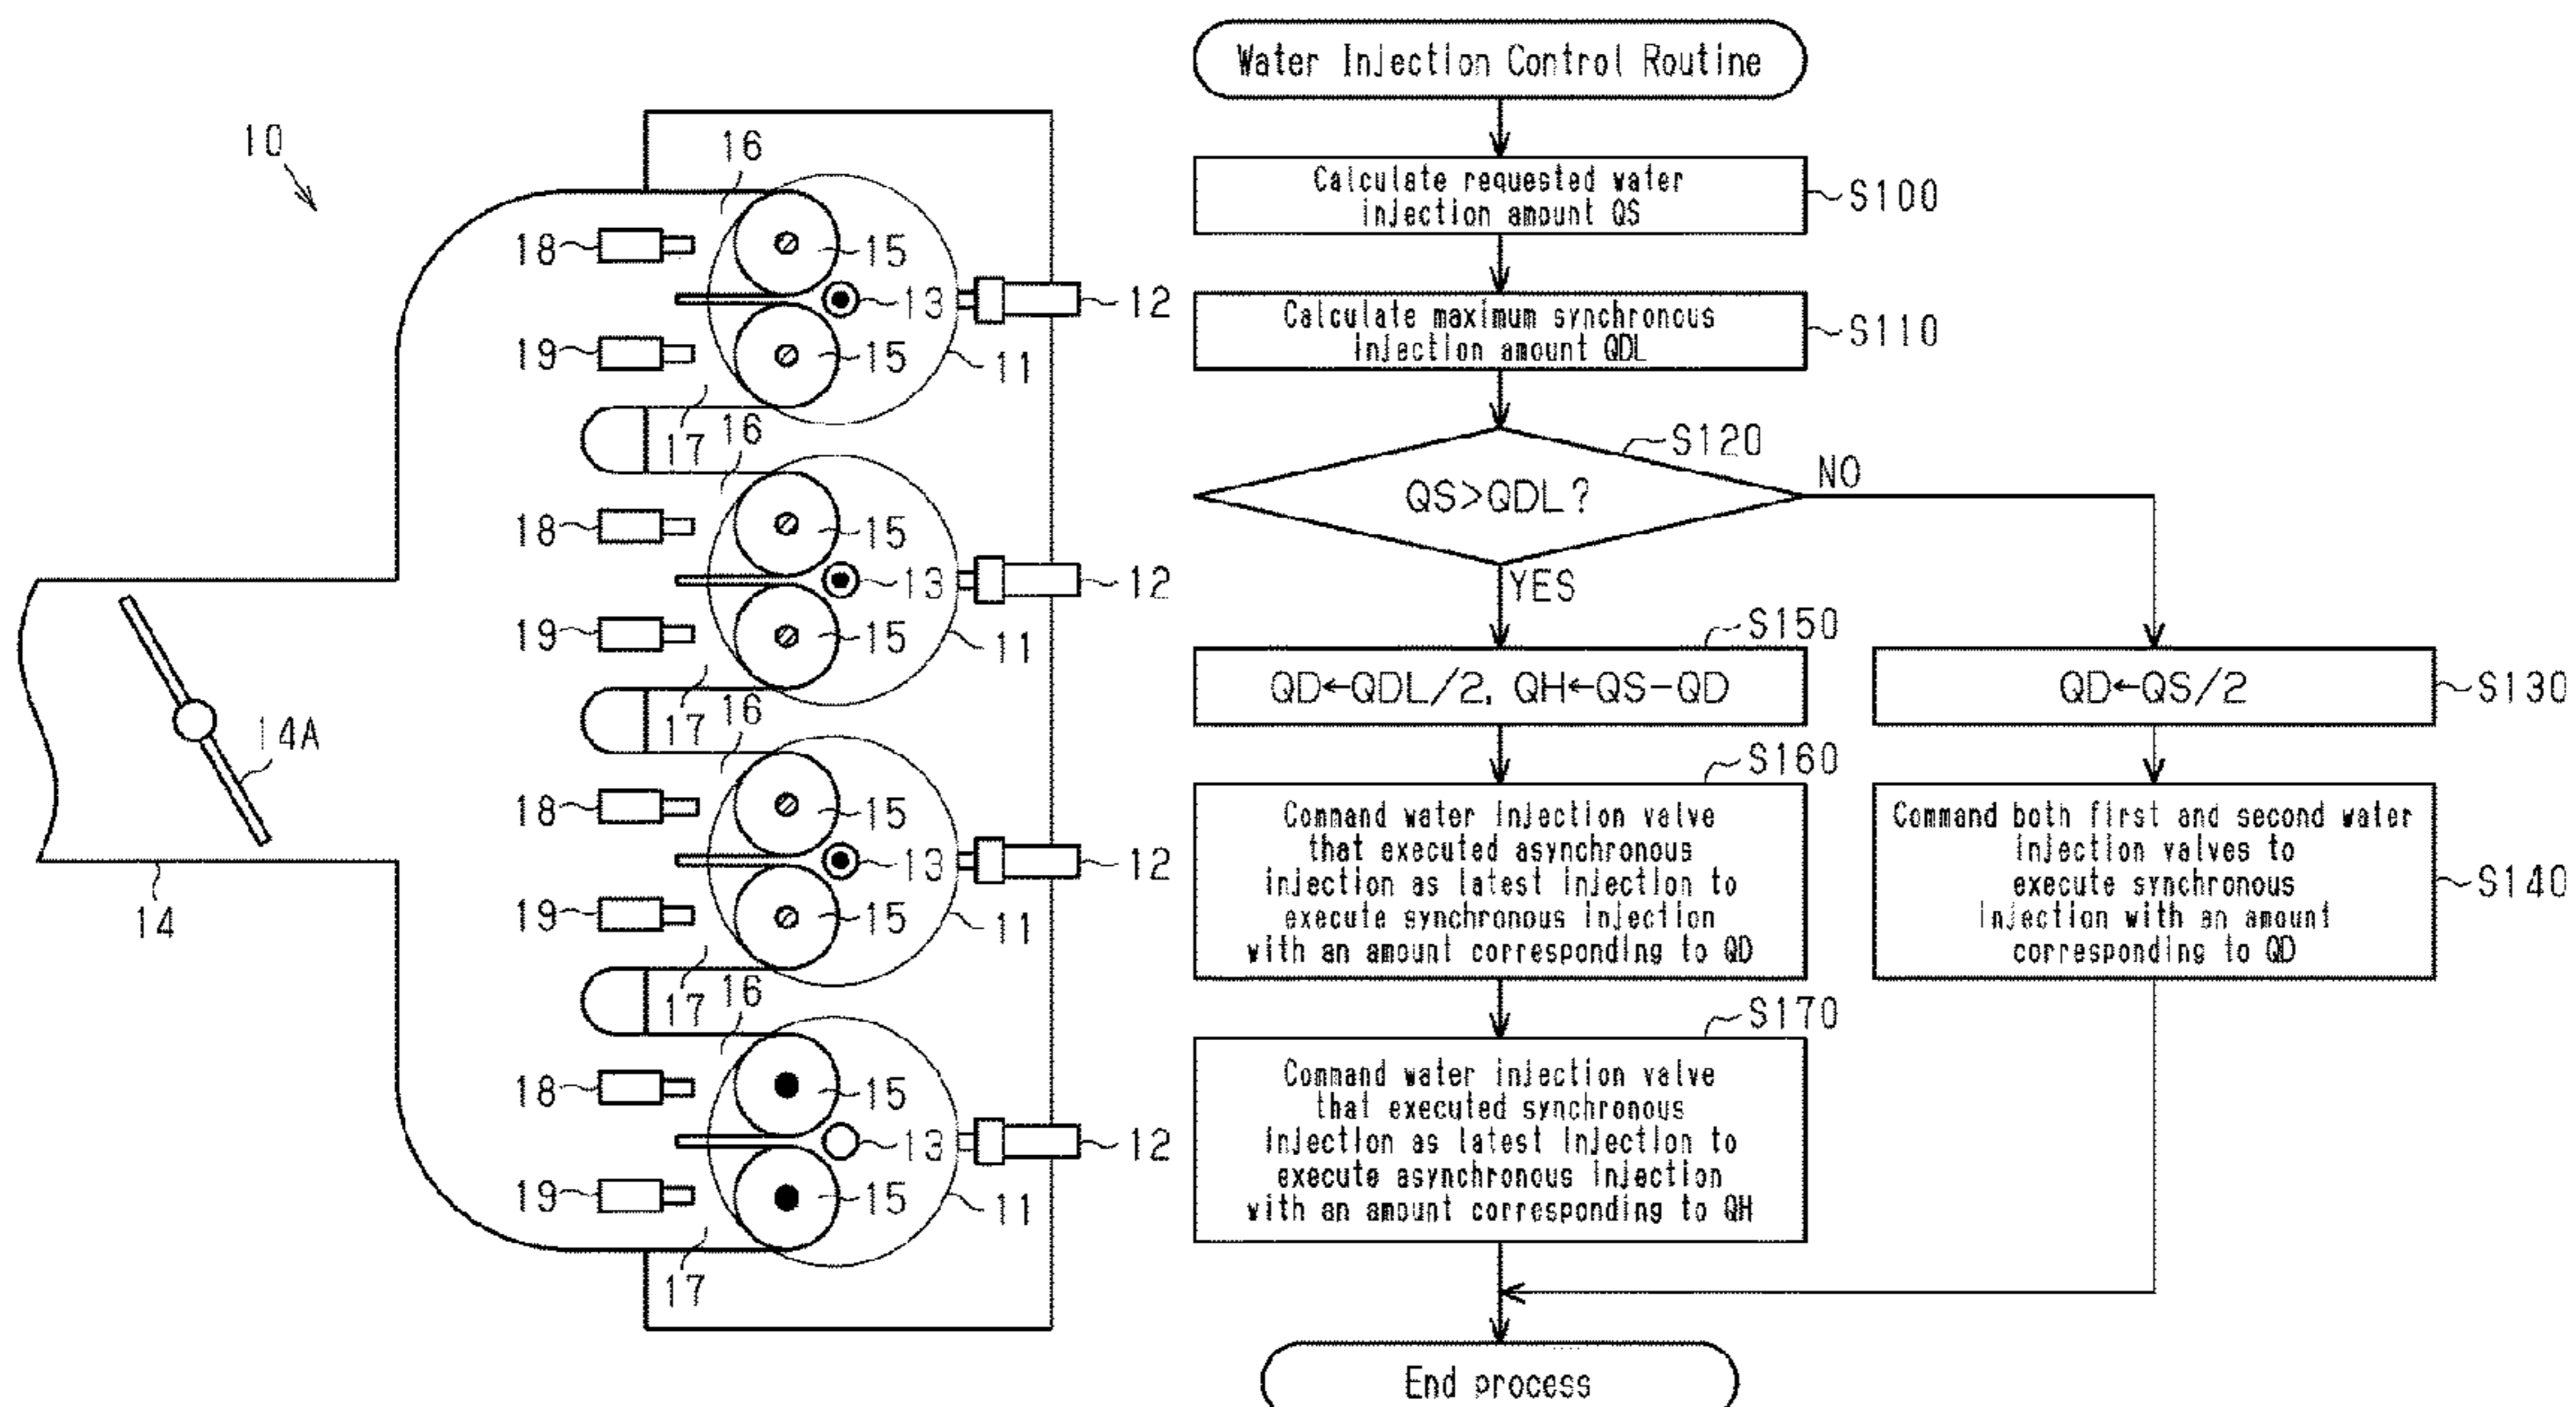 10
16
18
15
13
12
19
15
11
17
16
18
15
13
12
19
15
11
17
16
14A
18
15
13
12
19
15
11
14
17
16
18
15
13
12
19
15
11
17
Water Injection Control Routine
Calculate requested water
injection amount QS
S100
Calculate maximum synchronous
injection amount QDL
S110
S120
QS>QDL?
NO
YES
S150
QD←QDL/2, QH←QS-QD
QD←QS/2
S130
S160
Command water injection valve
that executed asynchronous
injection as latest injection to
execute synchronous injection
with an amount corresponding to QD
Command both first and second water
injection valves to
execute synchronous
injection with an amount
corresponding to QD
S140
S170
Command water injection valve
that executed synchronous
injection as latest injection to
execute asynchronous injection
with an amount corresponding to QH
End process